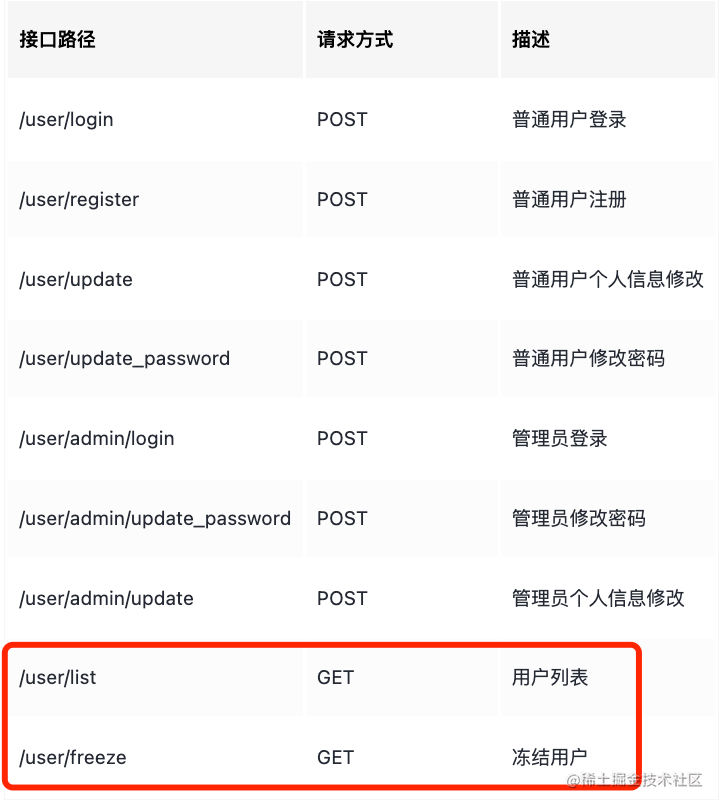 接口路径 请求方式 描述
/user/login POST 普通用户登录
/user/register POST 普通用户注册
/user/update POST 普通用户个人信息修改
/user/update_password POST 普通用户修改密码
/user/admin/login POST 管理员登录
/user/admin/update_password POST 管理员修改密码
/user/admin/update POST 管理员个人信息修改
/user/list GET 用户列表
/user/freeze GET 冻结用户
@稀土掘金技术社区